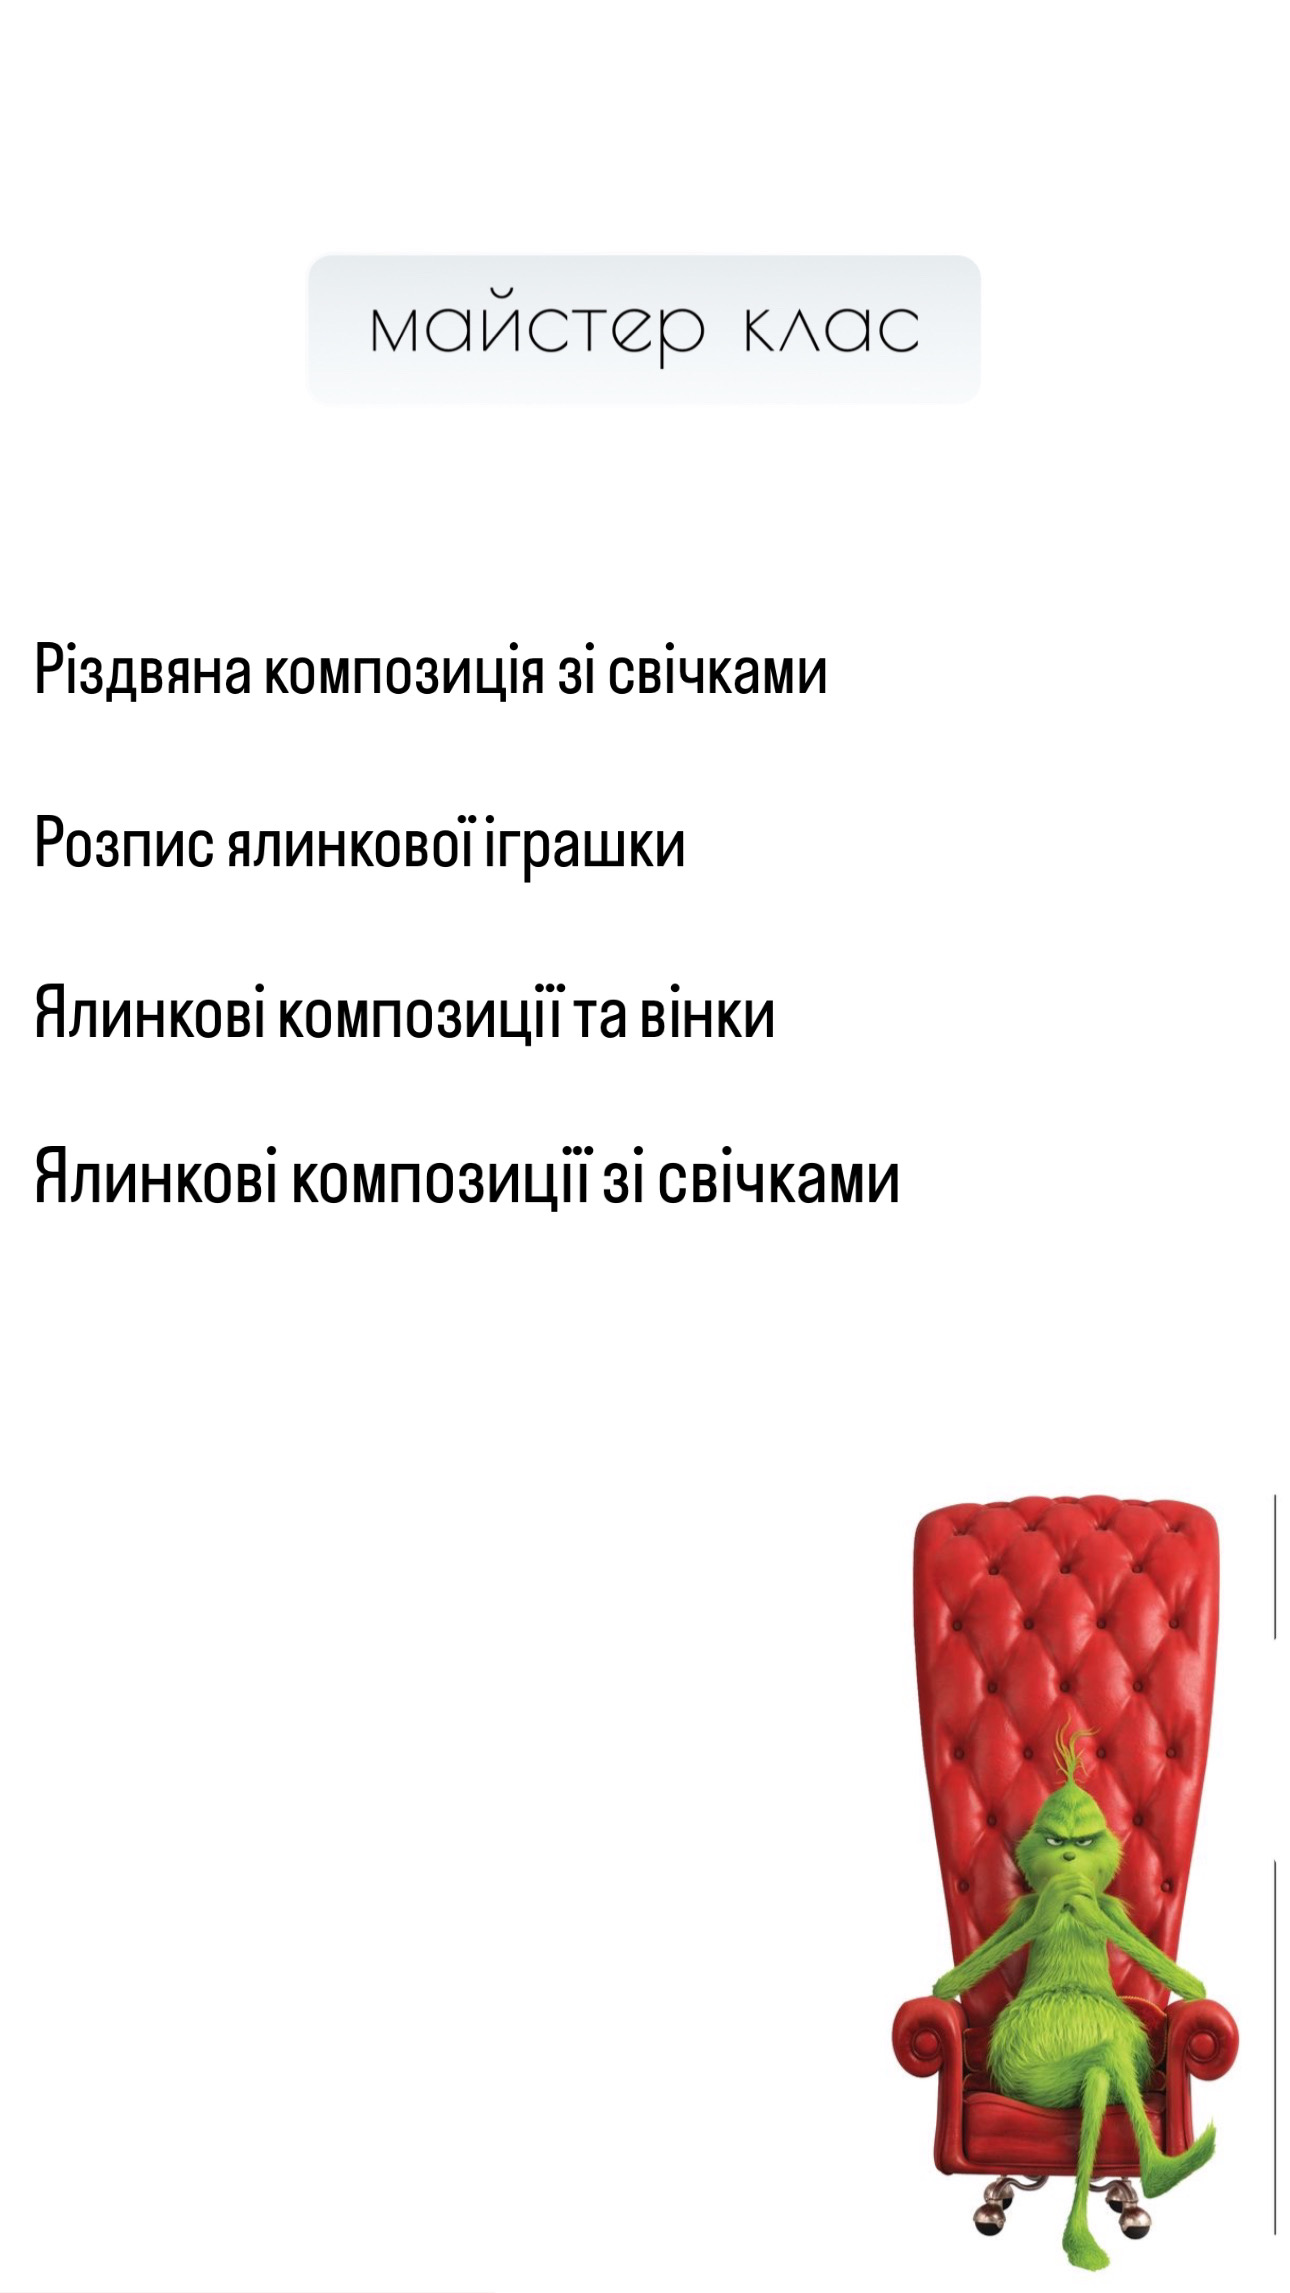 майстер клас
Різдвяна композиція зі свічками
Розпис ялинкової іграшки
Ялинкові композиції та вінки
Ялинкові композиції зі свічками